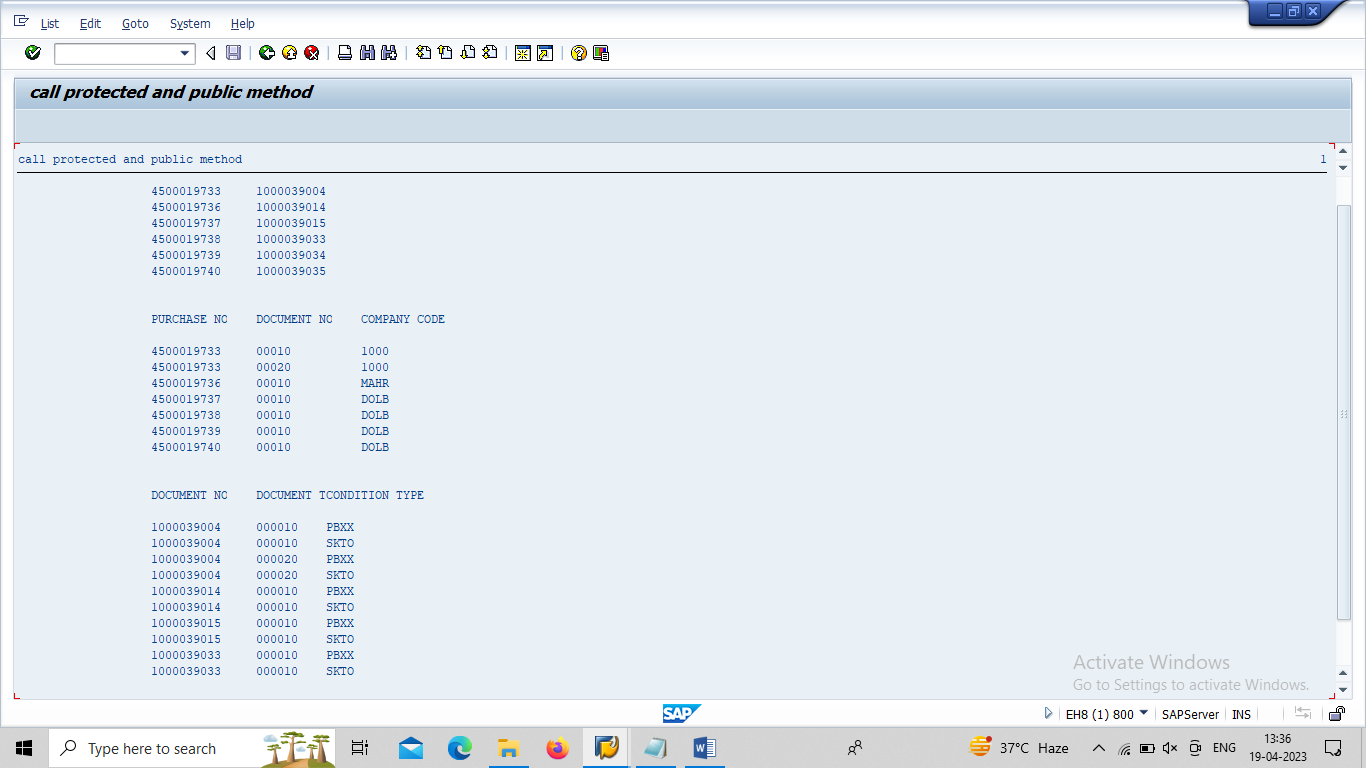 List Edit Goto System Help
call protected and public method
call protected and public method 1
4500019733 1000039004
4500019736 1000039014
4500019737 1000039015
4500019738 1000039033
4500019739 1000039034
4500019740 1000039035
PURCHASE NO DOCUMENT NO COMPANY CODE
4500019733 00010 1000
4500019733 00020 1000
4500019736 00010 MAHR
4500019737 00010 DOLB
4500019738 00010 DOLB
4500019739 00010 DOLB
4500019740 00010 DOLB
DOCUMENT NO DOCUMENT TCONDITION TYPE
1000039004 000010 PBXX
1000039004 000010 SKTO
1000039004 000020 PBXX
1000039004 000020 SKTO
1000039014 000010 PBXX
1000039014 000010 SKTO
1000039015 000010 PBXX
1000039015 000010 SKTO
1000039033 000010 PBXX
1000039033 000010 SKTO
Activate Windows
Go to Settings to activate Windows.
SAP EH8 (1) 800 SAPServer INS
Type here to search 37°C Haze ENG 13:36
19-04-2023